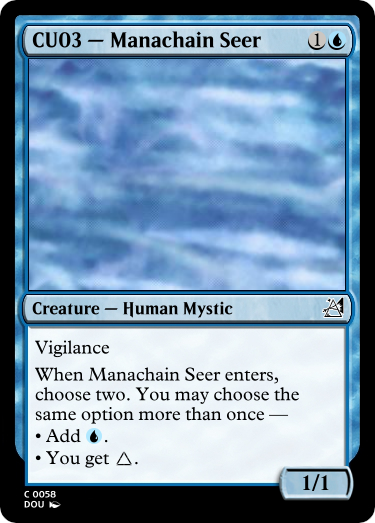 CU03 — Manachain Seer 1
Creature — Human Mystic
Vigilance
When Manachain Seer enters,
choose two. You may choose the
same option more than once —
• Add .
• You get △.
1/1
C 0058
DOU